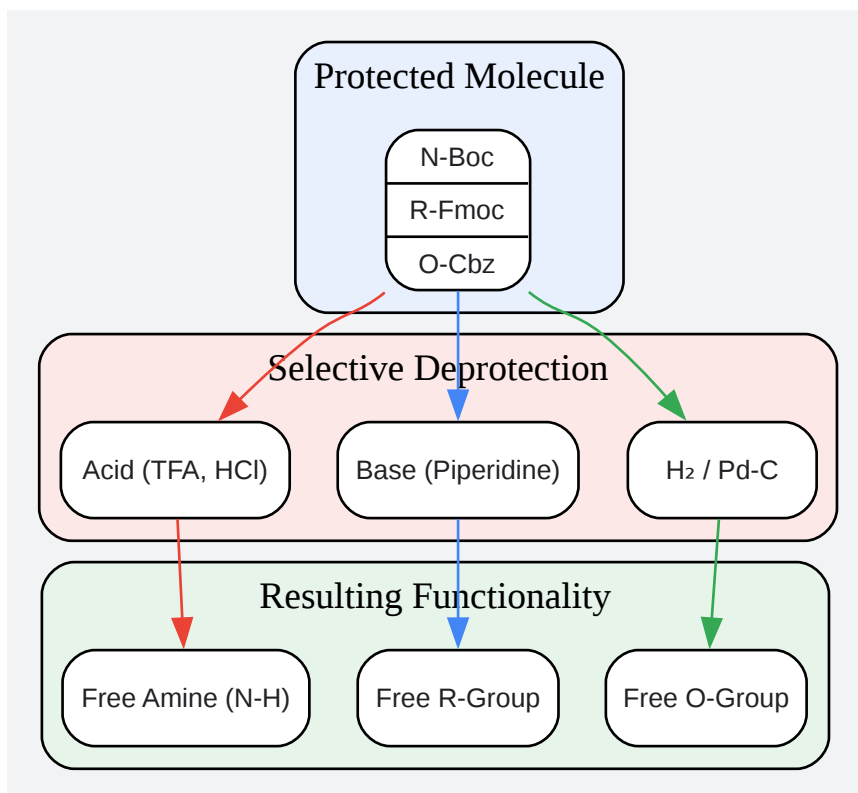 Protected Molecule
N-Boc
R-Fmoc
O-Cbz
Selective Deprotection
Acid (TFA, HCl)
Base (Piperidine)
H₂ / Pd-C
Resulting Functionality
Free Amine (N-H)
Free R-Group
Free O-Group